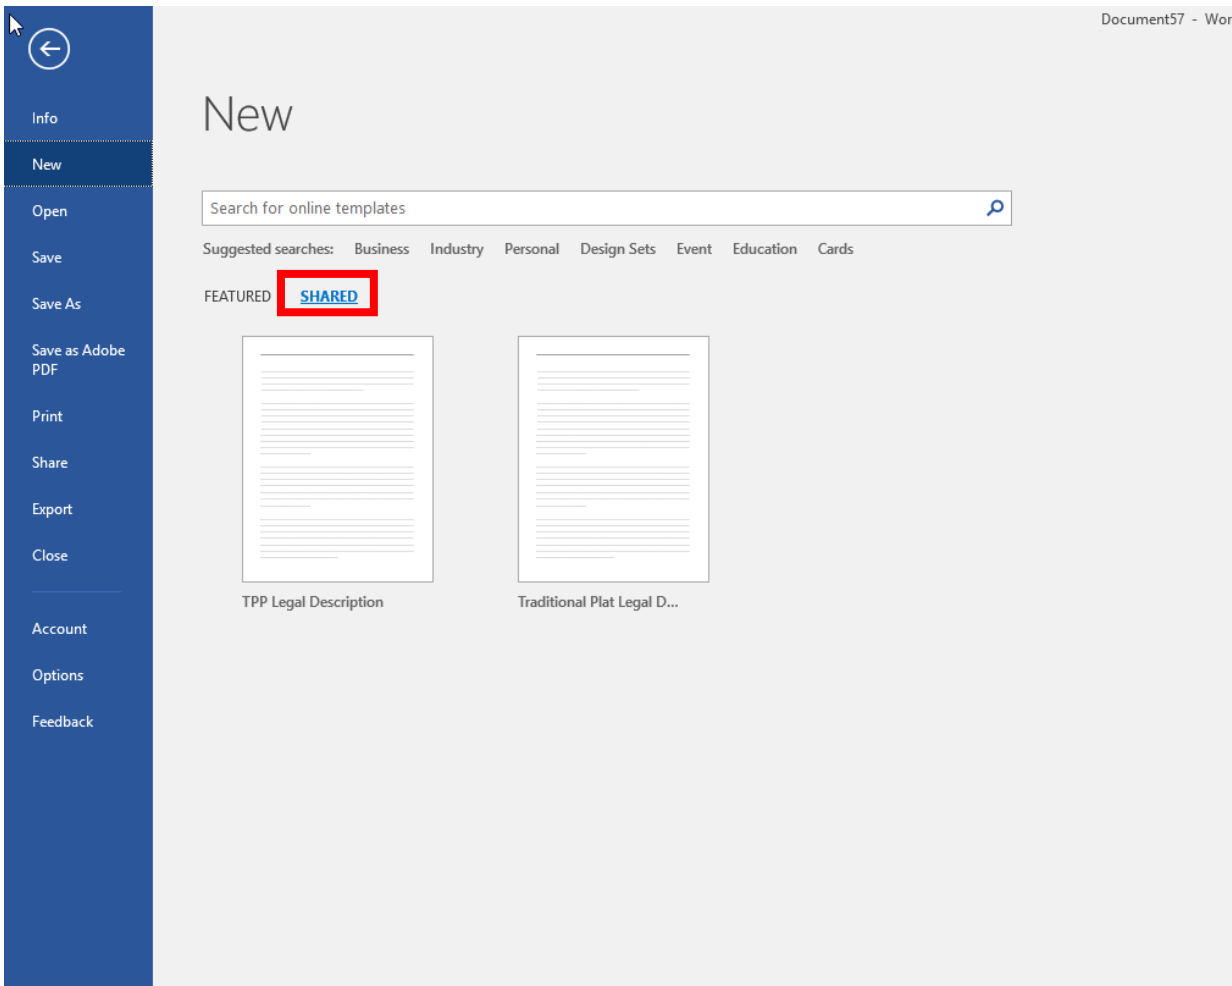 Document57 - Wor
Info
New
Open
Save
Save As
Save as Adobe
PDF
Print
Share
Export
Close
Account
Options
Feedback
New
Search for online templates
Suggested searches: Business Industry Personal Design Sets Event Education Cards
FEATURED SHARED
TPP Legal Description
Traditional Plat Legal D...